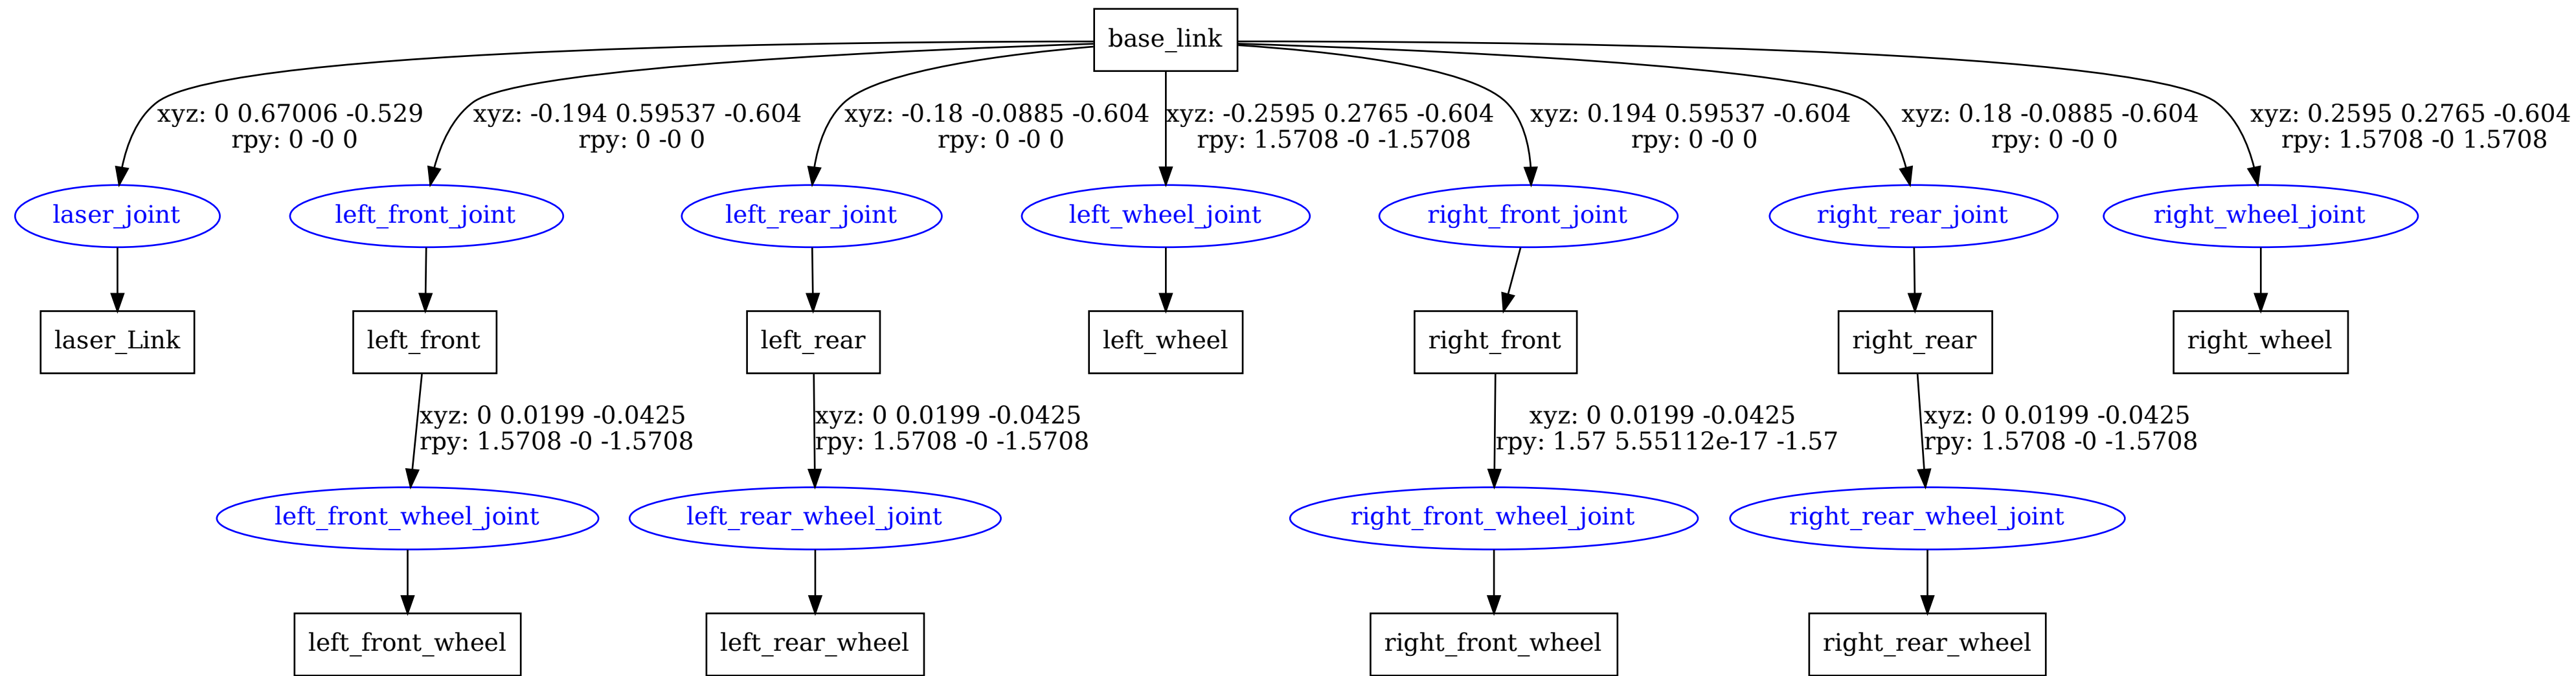 base_link
xyz: 0 0.67006 -0.529
rpy: 0 -0 0
xyz: -0.194 0.59537 -0.604
rpy: 0 -0 0
xyz: -0.18 -0.0885 -0.604
rpy: 0 -0 0
xyz: -0.2595 0.2765 -0.604
rpy: 1.5708 -0 -1.5708
xyz: 0.194 0.59537 -0.604
rpy: 0 -0 0
xyz: 0.18 -0.0885 -0.604
rpy: 0 -0 0
xyz: 0.2595 0.2765 -0.604
rpy: 1.5708 -0 1.5708
laser_joint
left_front_joint
left_rear_joint
left_wheel_joint
right_front_joint
right_rear_joint
right_wheel_joint
laser_Link
left_front
left_rear
left_wheel
right_front
right_rear
right_wheel
xyz: 0 0.0199 -0.0425
rpy: 1.5708 -0 -1.5708
xyz: 0 0.0199 -0.0425
rpy: 1.5708 -0 -1.5708
xyz: 0 0.0199 -0.0425
rpy: 1.57 5.55112e-17 -1.57
xyz: 0 0.0199 -0.0425
rpy: 1.5708 -0 -1.5708
left_front_wheel_joint
left_rear_wheel_joint
right_front_wheel_joint
right_rear_wheel_joint
left_front_wheel
left_rear_wheel
right_front_wheel
right_rear_wheel